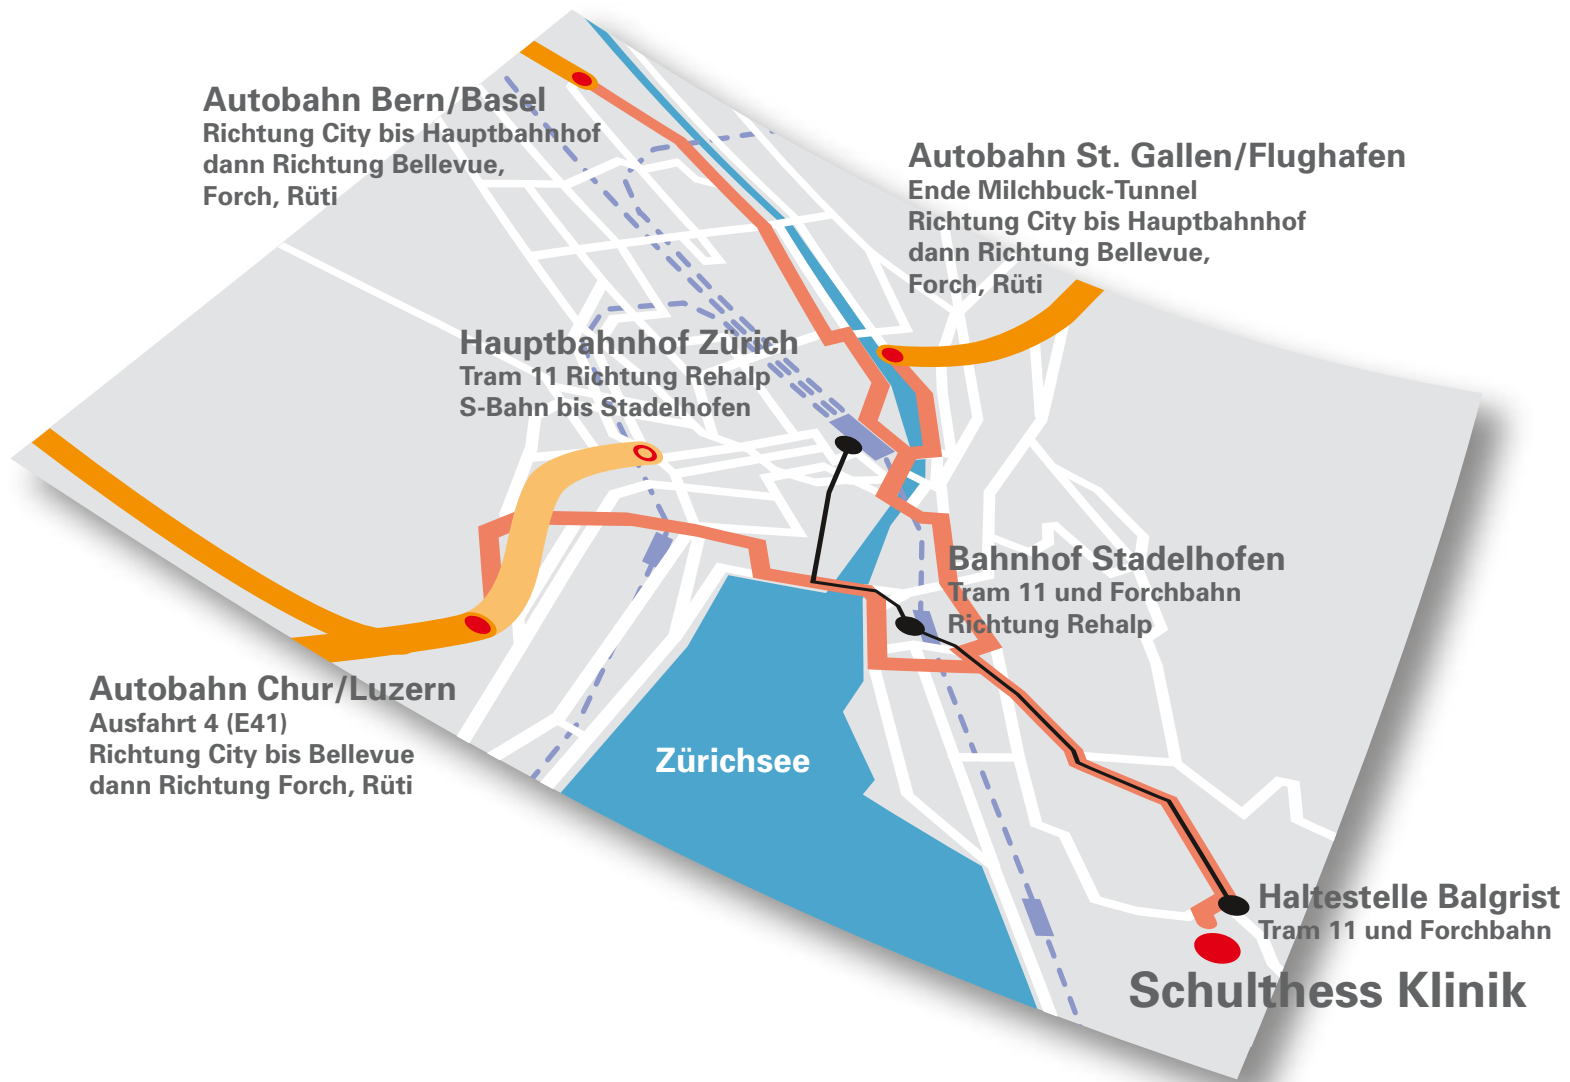 Autobahn Bern/Basel
Richtung City bis Hauptbahnhof
dann Richtung Bellevue,
Forch, Rüti
Autobahn St. Gallen/Flughafen
Ende Milchbuck-Tunnel
Richtung City bis Hauptbahnhof
dann Richtung Bellevue,
Forch, Rüti
Hauptbahnhof Zürich
Tram 11 Richtung Rehalp
S-Bahn bis Stadelhofen
Bahnhof Stadelhofen
Tram 11 und Forchbahn
Richtung Rehalp
Autobahn Chur/Luzern
Ausfahrt 4 (E41)
Richtung City bis Bellevue
dann Richtung Forch, Rüti
Zürichsee
Haltestelle Balgrist
Tram 11 und Forchbahn
Schulthess Klinik